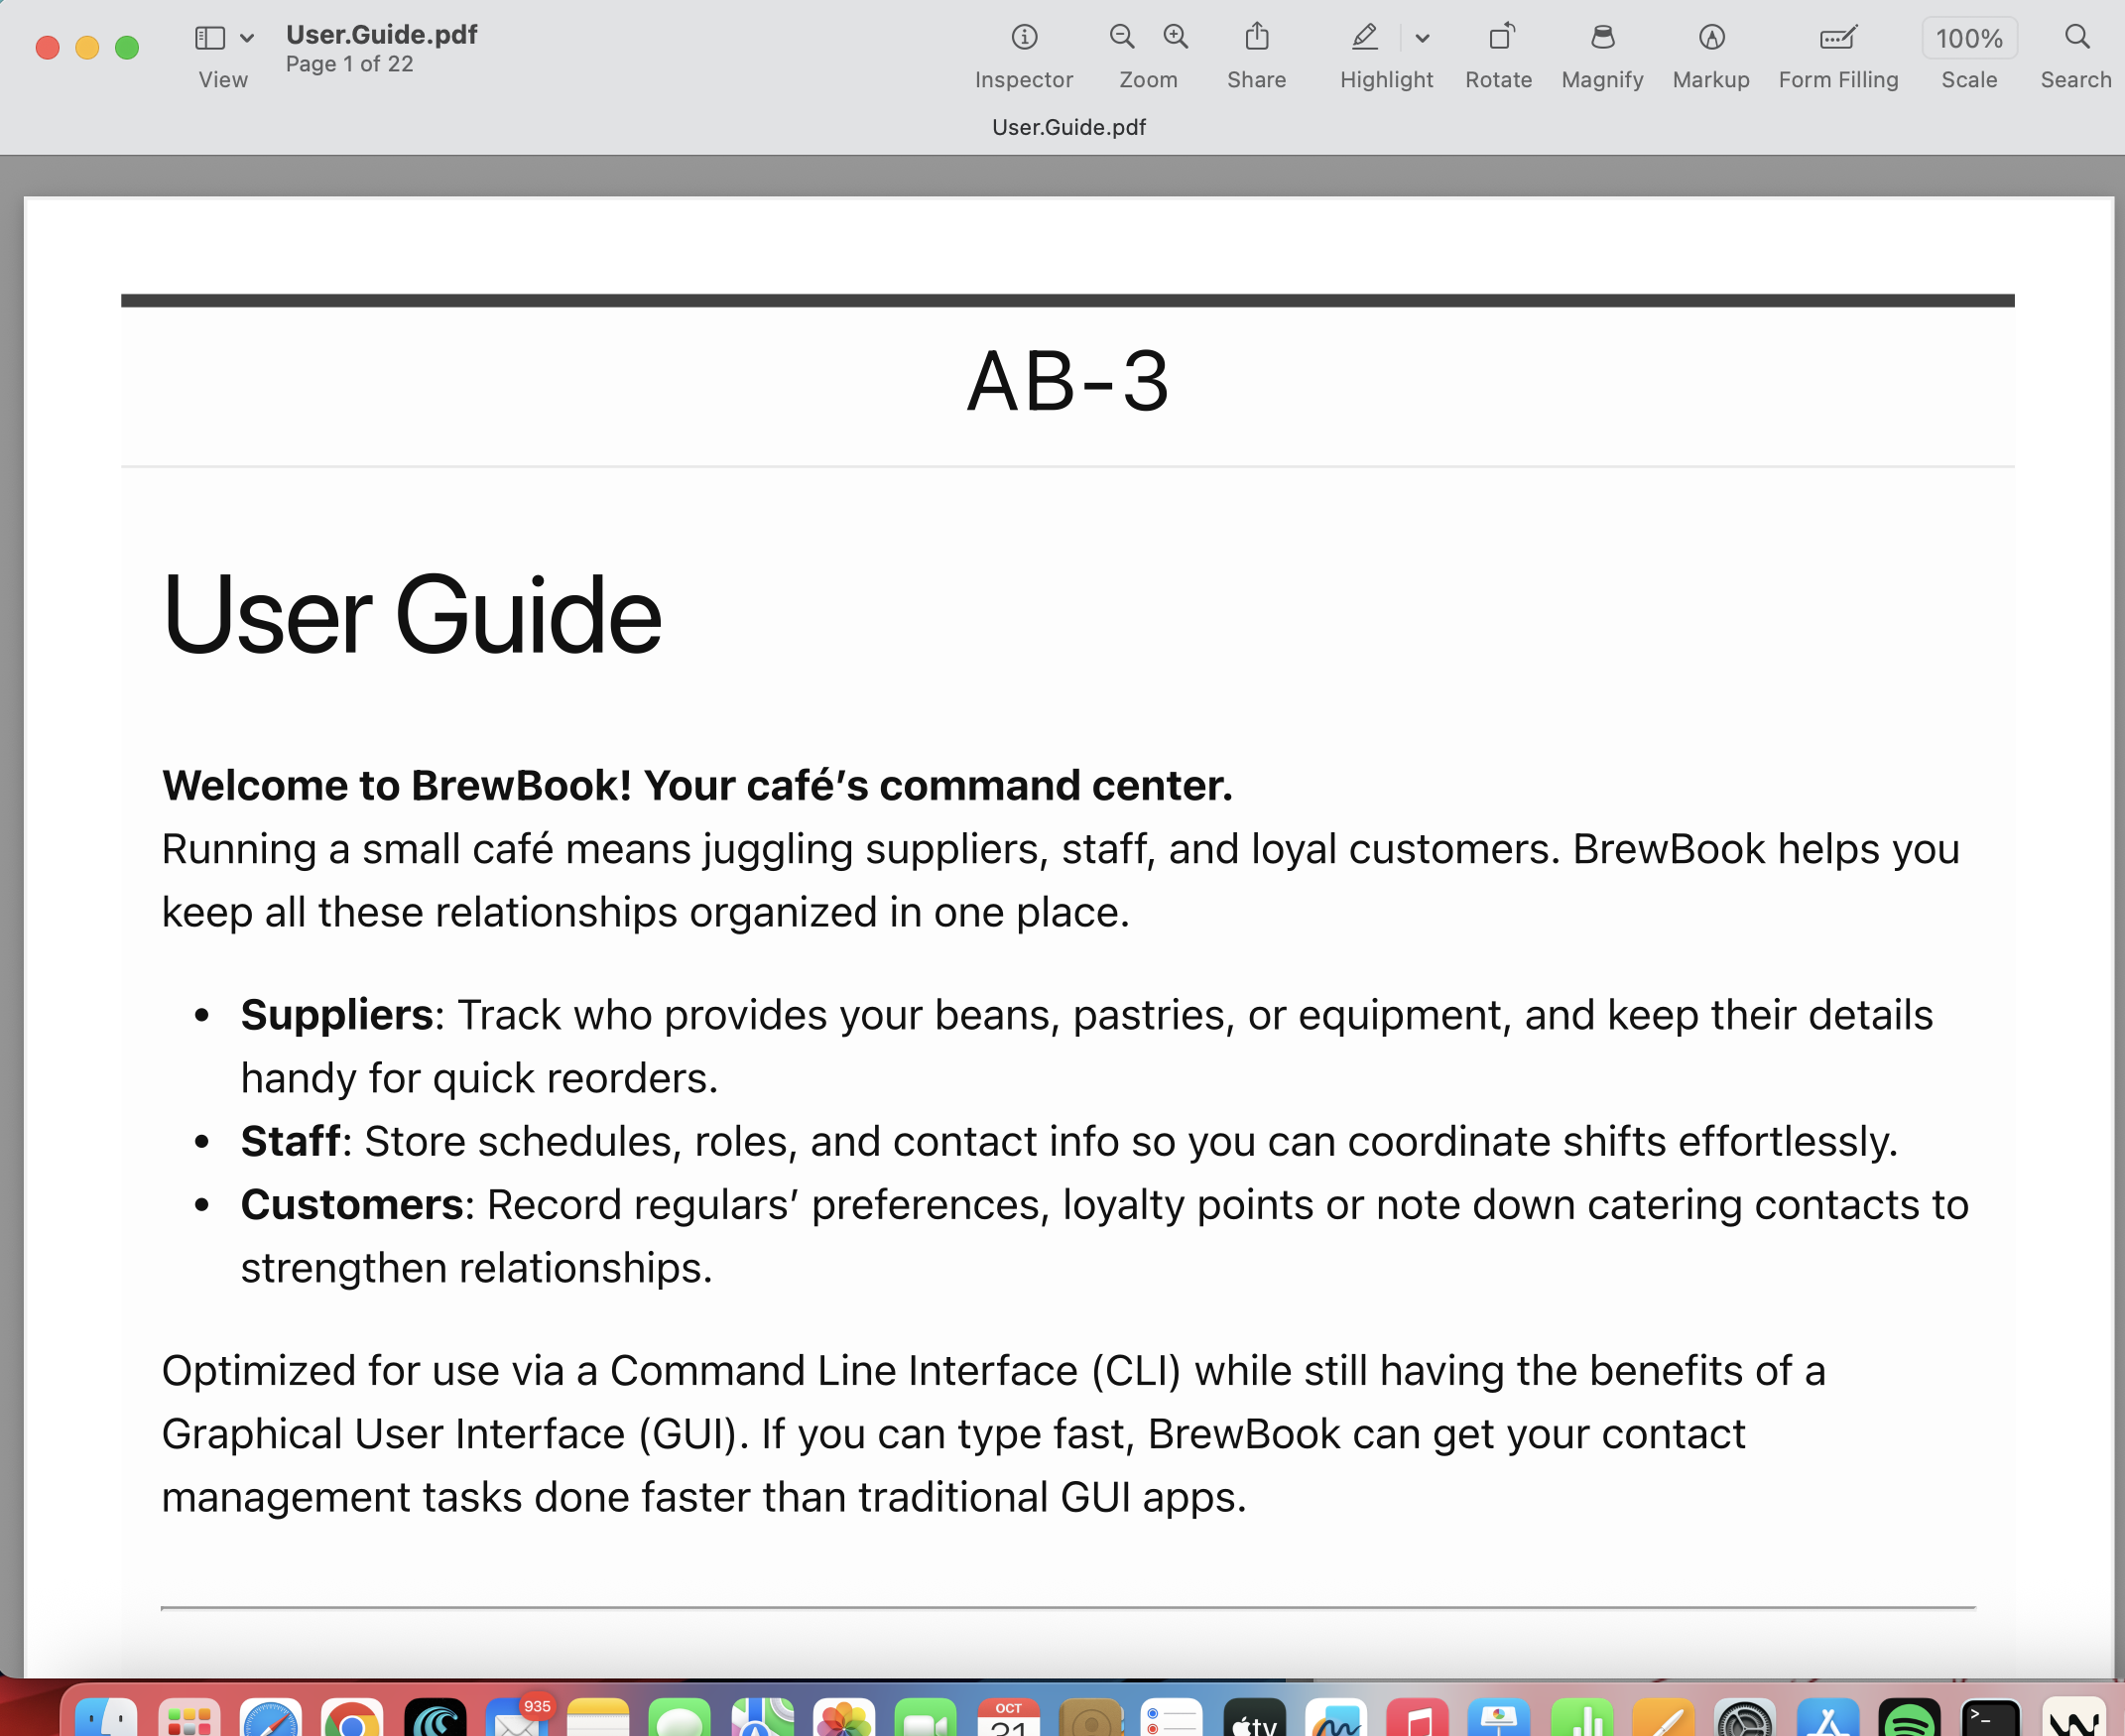 User.Guide.pdf
Page 1 of 22
View
Inspector
Zoom
Share
Highlight
Rotate
Magnify
Markup
Form Filling
100%
Scale
Search
User.Guide.pdf
AB-3
User Guide
Welcome to BrewBook! Your café’s command center.
Running a small café means juggling suppliers, staff, and loyal customers. BrewBook helps you
keep all these relationships organized in one place.
• Suppliers: Track who provides your beans, pastries, or equipment, and keep their details
handy for quick reorders.
• Staff: Store schedules, roles, and contact info so you can coordinate shifts effortlessly.
• Customers: Record regulars’ preferences, loyalty points or note down catering contacts to
strengthen relationships.
Optimized for use via a Command Line Interface (CLI) while still having the benefits of a
Graphical User Interface (GUI). If you can type fast, BrewBook can get your contact
management tasks done faster than traditional GUI apps.
935
OCT
21
tv
>_